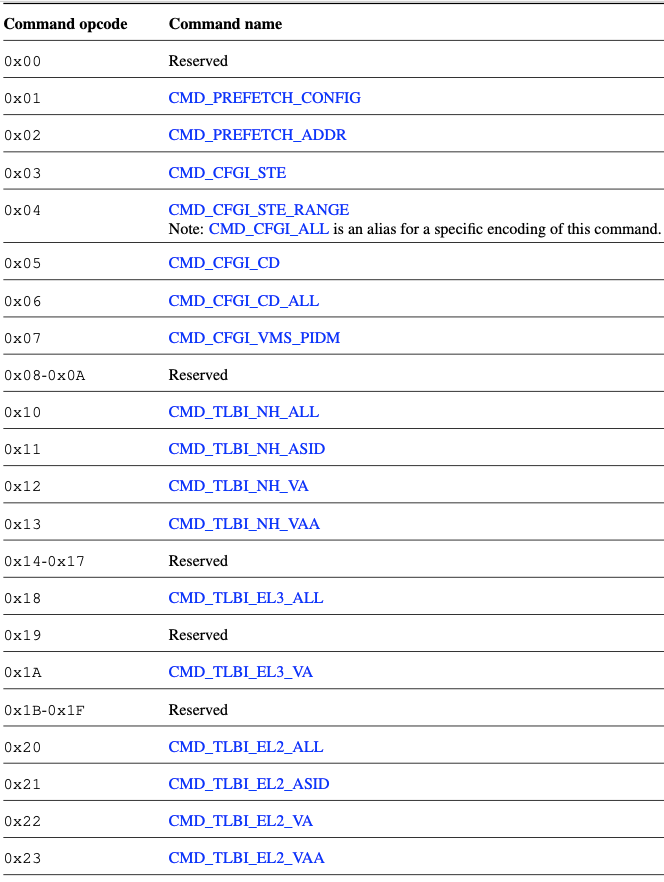 Command opcode Command name
0x00 Reserved
0x01 CMD_PREFETCH_CONFIG
0x02 CMD_PREFETCH_ADDR
0x03 CMD_CFGI_STE
0x04 CMD_CFGI_STE_RANGE
Note: CMD_CFGI_ALL is an alias for a specific encoding of this command.
0x05 CMD_CFGI_CD
0x06 CMD_CFGI_CD_ALL
0x07 CMD_CFGI_VMS_PIDM
0x08-0x0A Reserved
0x10 CMD_TLBI_NH_ALL
0x11 CMD_TLBI_NH_ASID
0x12 CMD_TLBI_NH_VA
0x13 CMD_TLBI_NH_VAA
0x14-0x17 Reserved
0x18 CMD_TLBI_EL3_ALL
0x19 Reserved
0x1A CMD_TLBI_EL3_VA
0x1B-0x1F Reserved
0x20 CMD_TLBI_EL2_ALL
0x21 CMD_TLBI_EL2_ASID
0x22 CMD_TLBI_EL2_VA
0x23 CMD_TLBI_EL2_VAA